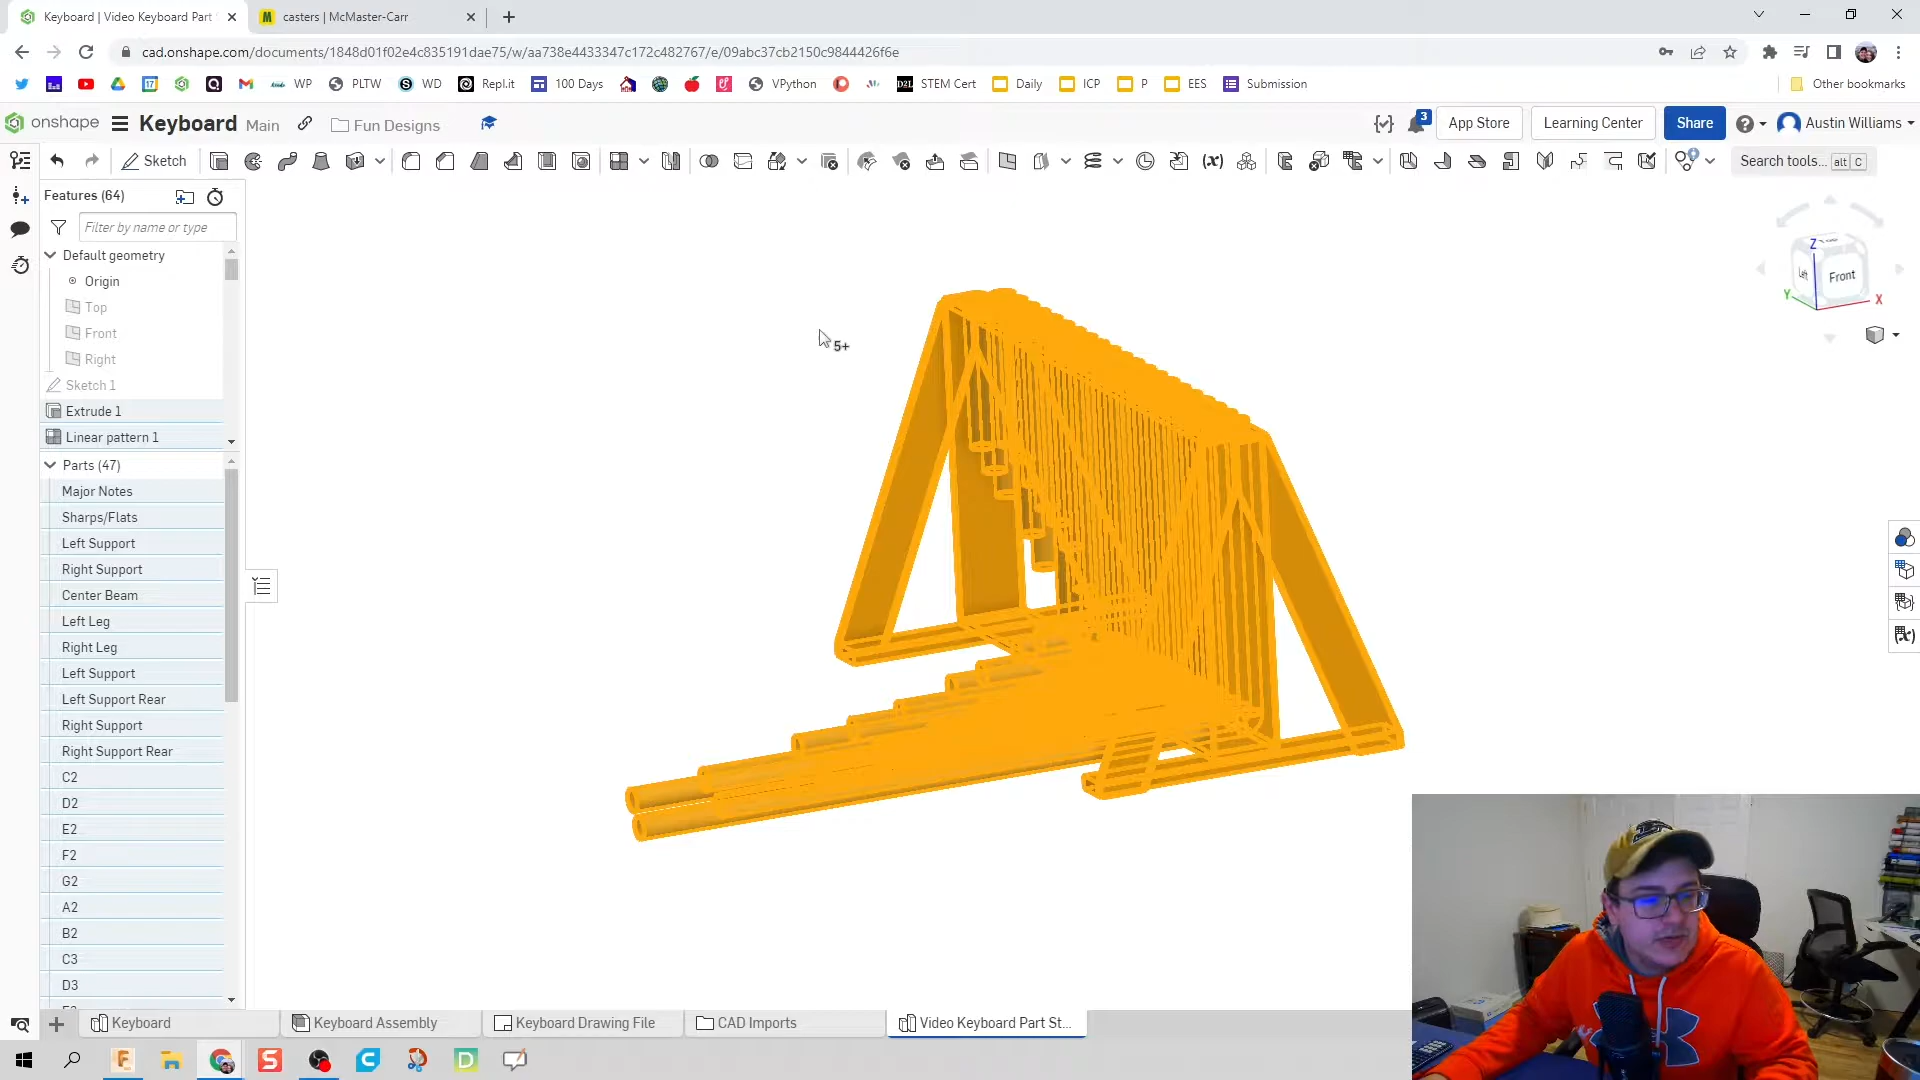 Keyboard | Video Keyboard Part
casters | McMaster-Carr
cad.onshape.com/documents/1848d01f02e4c835191dae75/w/aa738e4433347c172c482767/e/09abc37cb2150c9844426f6e
WP PLTW WD Repl.it 100 Days VPython STEM Cert Daily ICP P EES Submission Other bookmarks
onshape Keyboard Main Fun Designs 3 App Store Learning Center Share Austin Williams
Sketch (x) Search tools... alt C
Features (64)
Filter by name or type
Default geometry
Origin
Top
Front
Right
Sketch 1
Extrude 1
Linear pattern 1
Parts (47)
Major Notes
Sharps/Flats
Left Support
Right Support
Center Beam
Left Leg
Right Leg
Left Support
Left Support Rear
Right Support
Right Support Rear
C2
D2
E2
F2
G2
A2
B2
C3
D3
5+
Z Top
Left Front
Y X
Keyboard Keyboard Assembly Keyboard Drawing File CAD Imports Video Keyboard Part St...